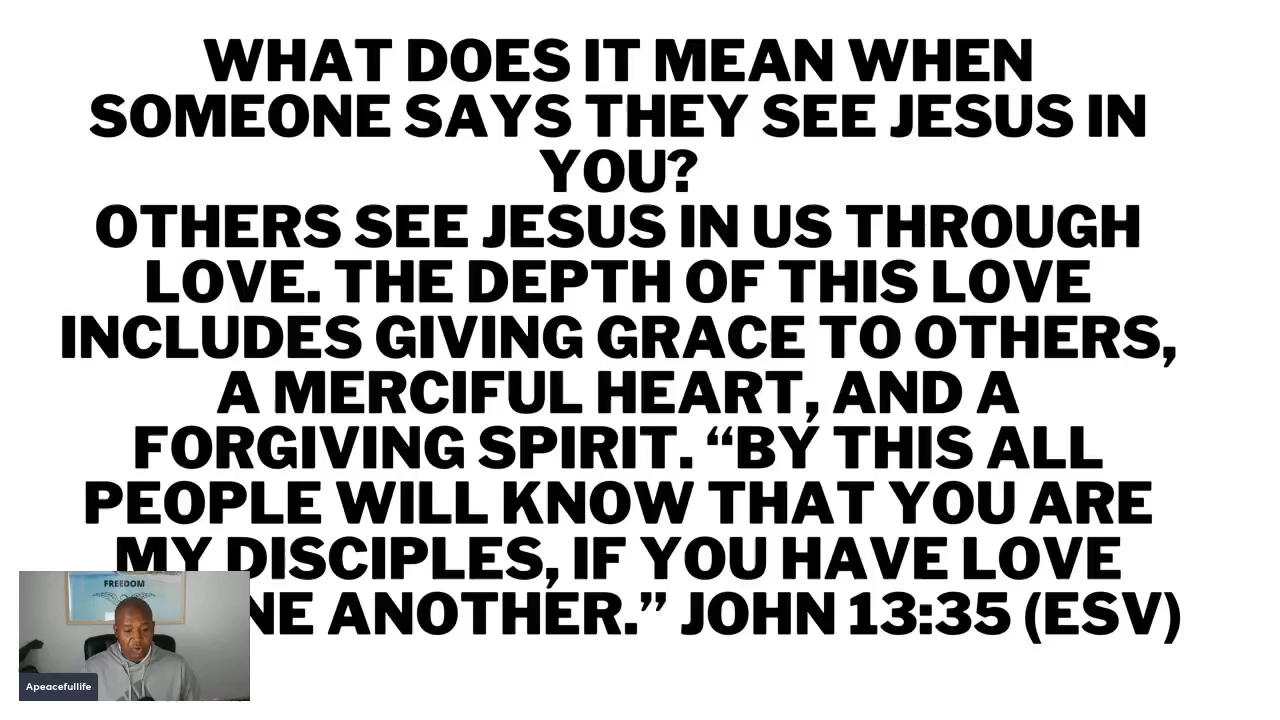 WHAT DOES IT MEAN WHEN
SOMEONE SAYS THEY SEE JESUS IN
YOU?
OTHERS SEE JESUS IN US THROUGH
LOVE. THE DEPTH OF THIS LOVE
INCLUDES GIVING GRACE TO OTHERS,
A MERCIFUL HEART, AND A
FORGIVING SPIRIT. “BY THIS ALL
PEOPLE WILL KNOW THAT YOU ARE
MY DISCIPLES, IF YOU HAVE LOVE
NE ANOTHER.” JOHN 13:35 (ESV)
FREEDOM
Apeacefullife